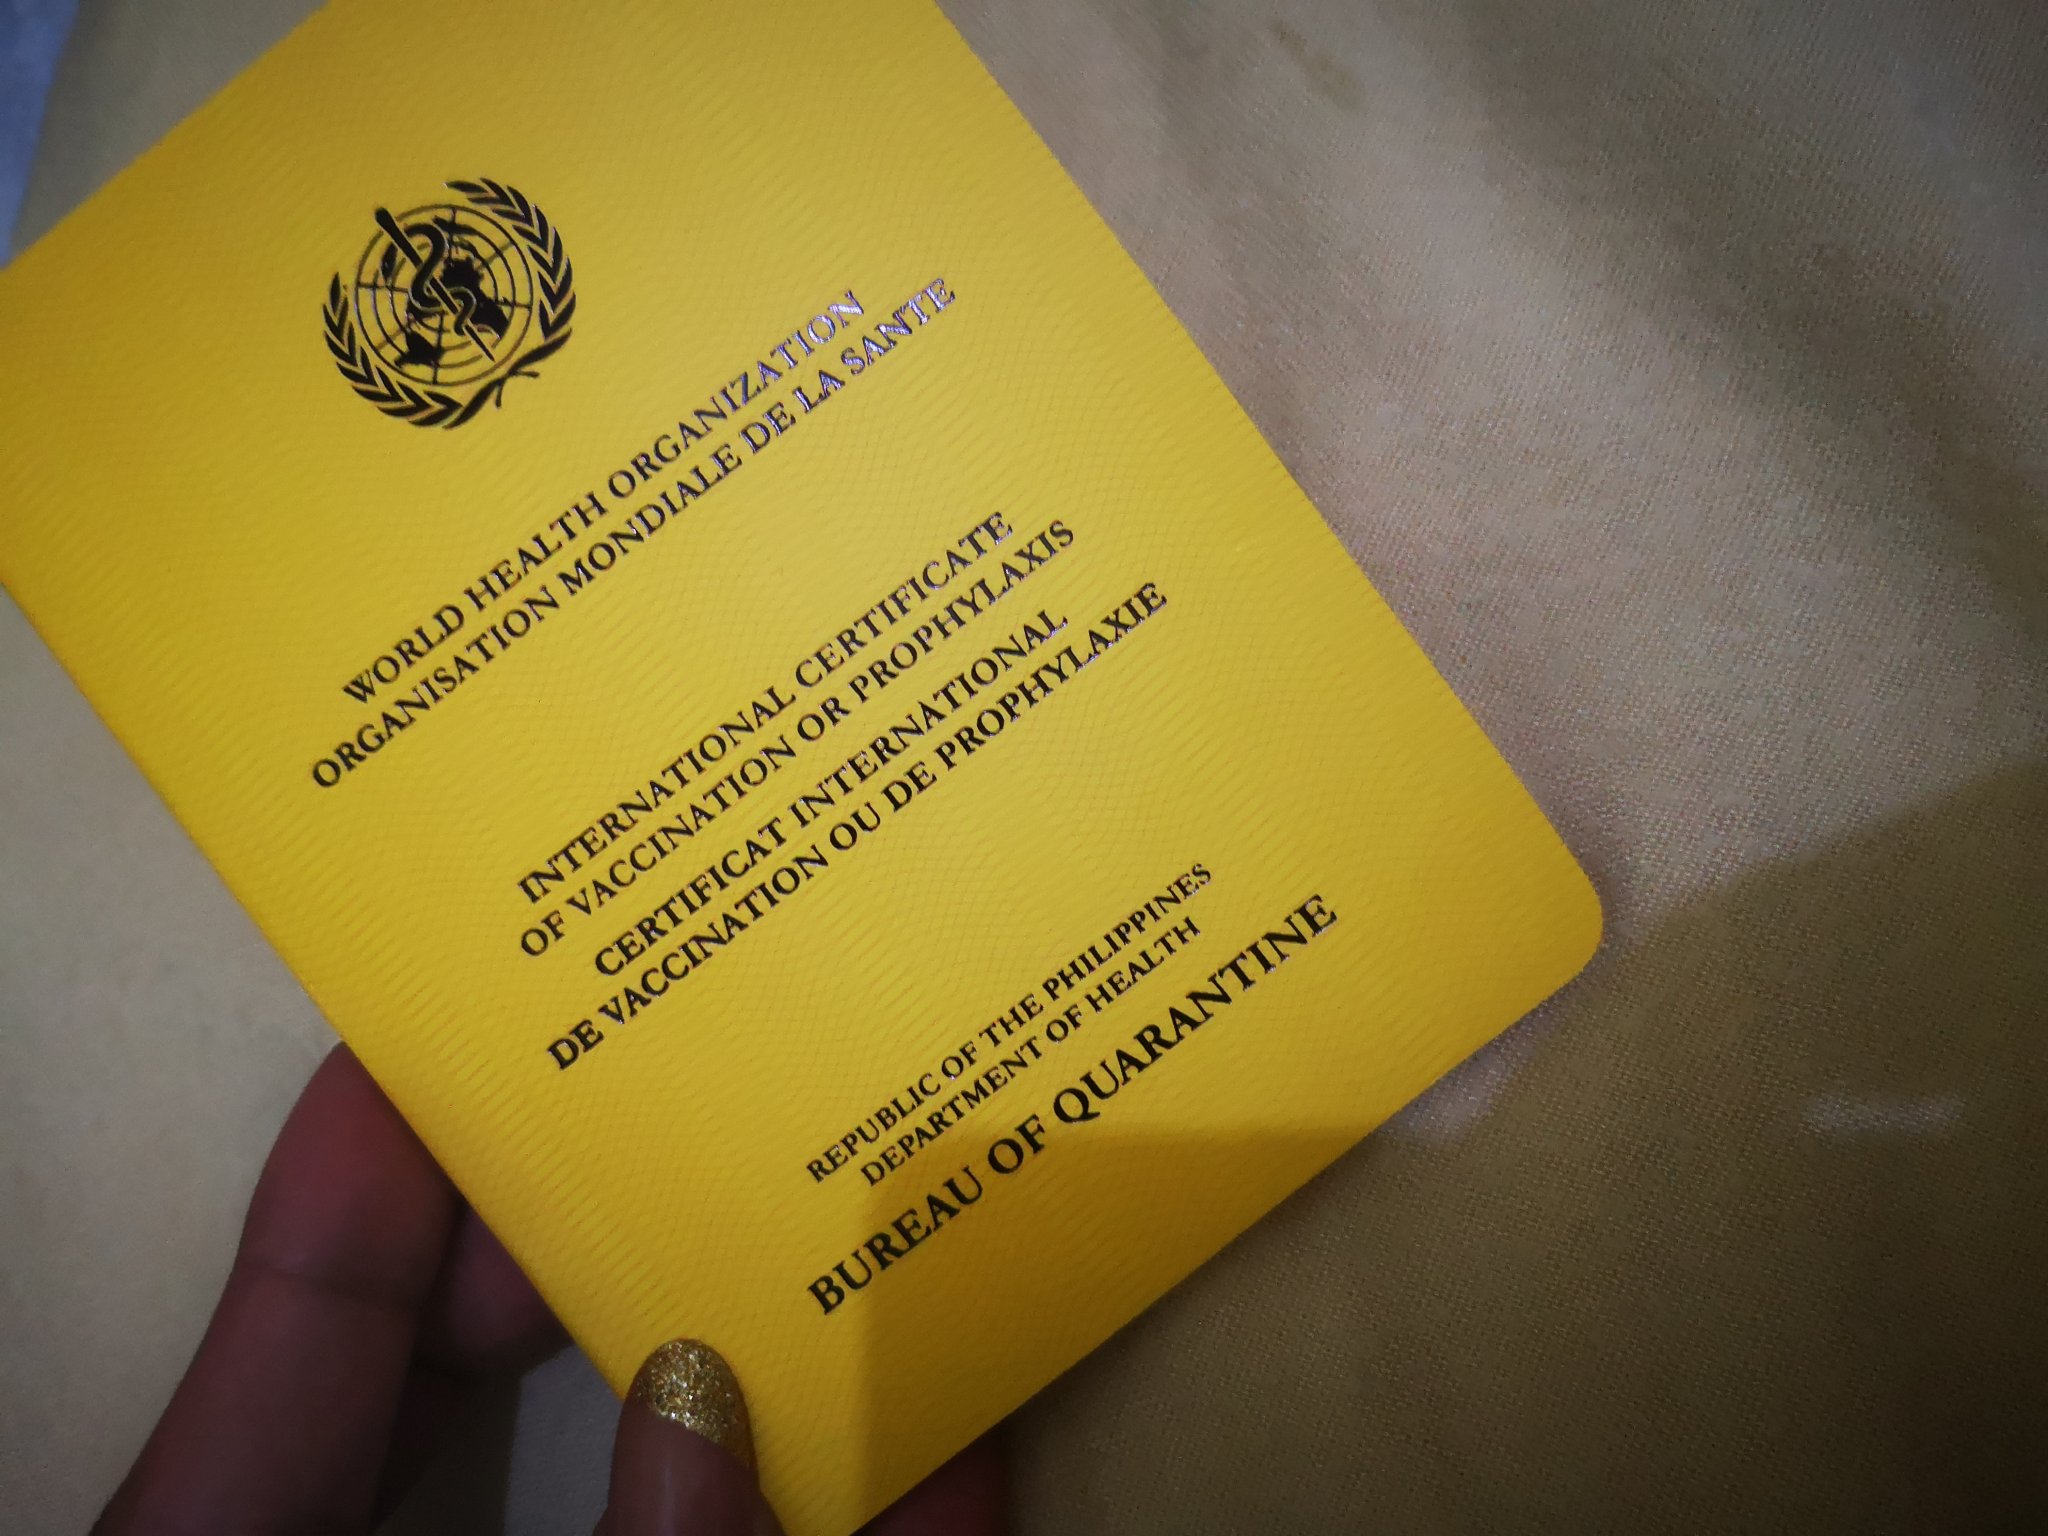 WORLD HEALTH ORGANIZATION
ORGANISATION MONDIALE DE LA SANTE
INTERNATIONAL CERTIFICATE
OF VACCINATION OR PROPHYLAXIS
CERTIFICAT INTERNATIONAL
DE VACCINATION OU DE PROPHYLAXIE
REPUBLIC OF THE PHILIPPINES
DEPARTMENT OF HEALTH
BUREAU OF QUARANTINE